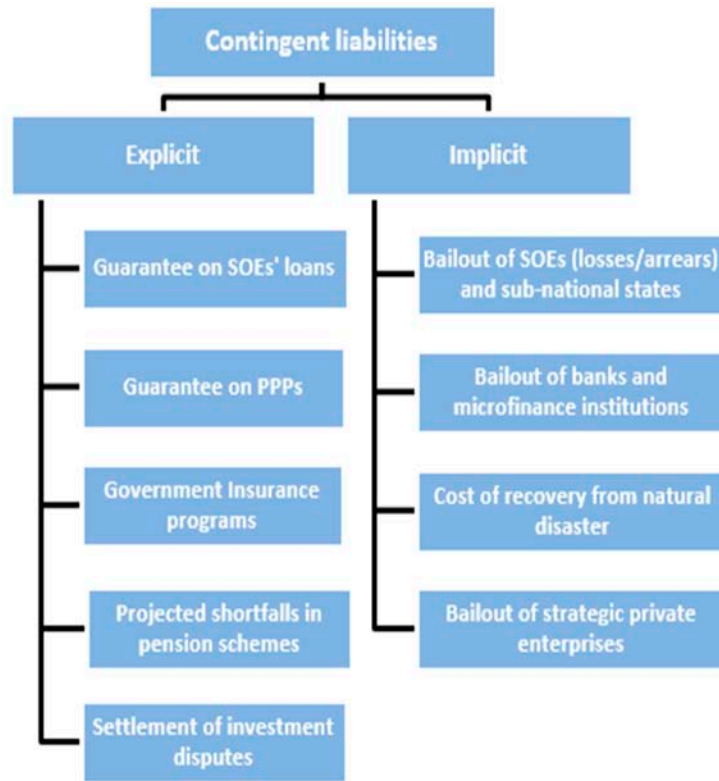 Contingent liabilities
Explicit
Implicit
Guarantee on SOEs' loans
Guarantee on PPPs
Government Insurance
programs
Projected shortfalls in
pension schemes
Settlement of investment
disputes
Bailout of SOEs (losses/arrears)
and sub-national states
Bailout of banks and
microfinance institutions
Cost of recovery from natural
disaster
Bailout of strategic private
enterprises